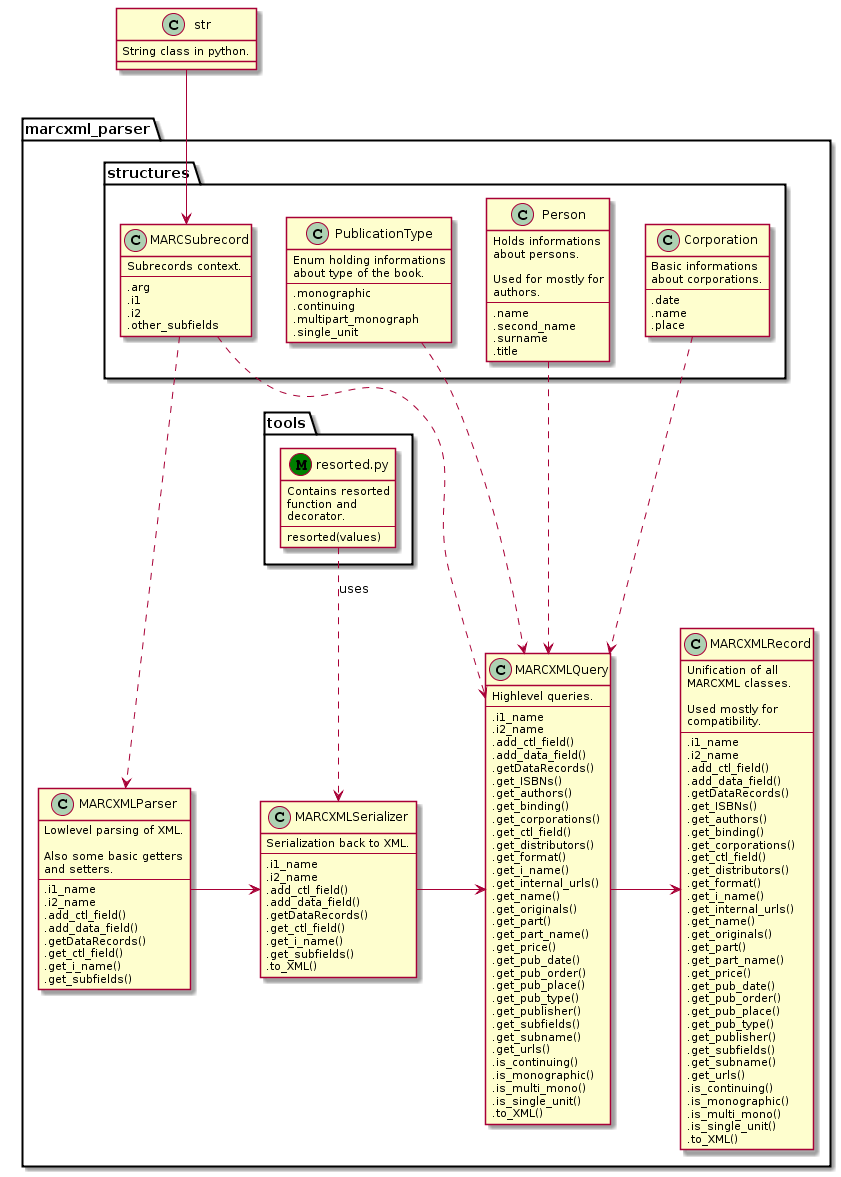 C str
String class in python.
marcxml_parser
structures
C MARCSubrecord
Subrecords context.
.arg
.i1
.i2
.other_subfields
C PublicationType
Enum holding informations
about type of the book.
.monographic
.continuing
.multipart_monograph
.single_unit
C Person
Holds informations
about persons.
Used for mostly for
authors.
.name
.second_name
.surname
.title
C Corporation
Basic informations
about corporations.
.date
.name
.place
tools
M resorted.py
Contains resorted
function and
decorator.
resorted(values)
uses
C MARCXMLParser
Lowlevel parsing of XML.
Also some basic getters
and setters.
.i1_name
.i2_name
.add_ctl_field()
.add_data_field()
.getDataRecords()
.get_ctl_field()
.get_i_name()
.get_subfields()
C MARCXMLSerializer
Serialization back to XML.
.i1_name
.i2_name
.add_ctl_field()
.add_data_field()
.getDataRecords()
.get_ctl_field()
.get_i_name()
.get_subfields()
.to_XML()
C MARCXMLQuery
Highlevel queries.
.i1_name
.i2_name
.add_ctl_field()
.add_data_field()
.getDataRecords()
.get_ISBNs()
.get_authors()
.get_binding()
.get_corporations()
.get_ctl_field()
.get_distributors()
.get_format()
.get_i_name()
.get_internal_urls()
.get_name()
.get_originals()
.get_part()
.get_part_name()
.get_price()
.get_pub_date()
.get_pub_order()
.get_pub_place()
.get_pub_type()
.get_publisher()
.get_subfields()
.get_subname()
.get_urls()
.is_continuing()
.is_monographic()
.is_multi_mono()
.is_single_unit()
.to_XML()
C MARCXMLRecord
Unification of all
MARCXML classes.
Used mostly for
compatibility.
.i1_name
.i2_name
.add_ctl_field()
.add_data_field()
.getDataRecords()
.get_ISBNs()
.get_authors()
.get_binding()
.get_corporations()
.get_ctl_field()
.get_distributors()
.get_format()
.get_i_name()
.get_internal_urls()
.get_name()
.get_originals()
.get_part()
.get_part_name()
.get_price()
.get_pub_date()
.get_pub_order()
.get_pub_place()
.get_pub_type()
.get_publisher()
.get_subfields()
.get_subname()
.get_urls()
.is_continuing()
.is_monographic()
.is_multi_mono()
.is_single_unit()
.to_XML()